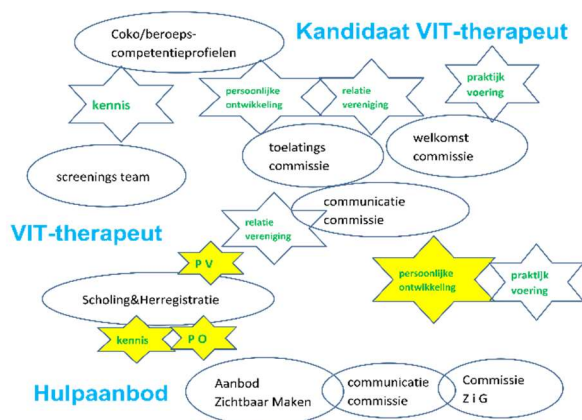 Coko/beroeps-
competentieprofielen
Kandidaat VIT-therapeut
kennis
persoonlijke
ontwikkeling
relatie
vereniging
praktijk
voering
toelatings
commissie
welkomst
commissie
screenings team
communicatie
commissie
VIT-therapeut
relatie
vereniging
P V
persoonlijke
ontwikkeling
praktijk
voering
Scholing&Herregistratie
kennis
P O
Hulpaanbod
Aanbod
Zichtbaar Maken
communicatie
commissie
Commissie
Z i G